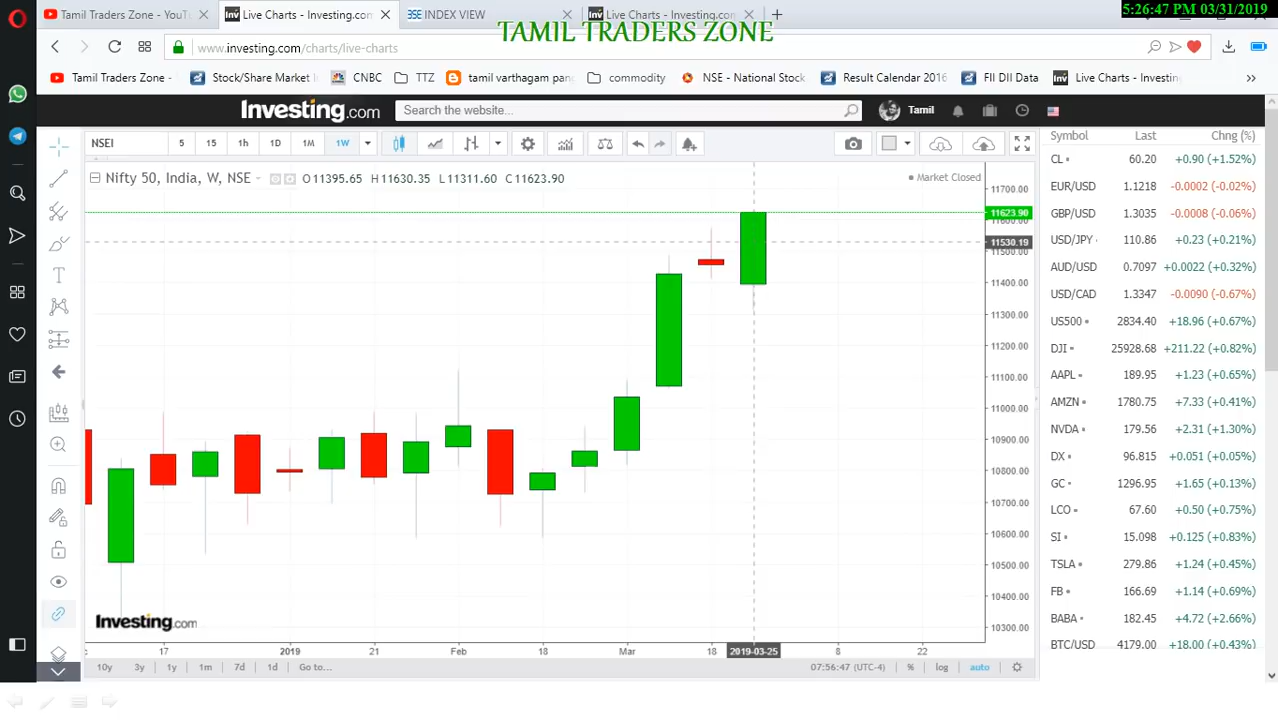 Tamil Traders Zone - YouTu
Live Charts - Investing.com
BSE INDEX VIEW
Live Charts - Investing.com
5:26:47 PM 03/31/2019
TAMIL TRADERS ZONE
www.investing.com/charts/live-charts
Tamil Traders Zone -
Stock/Share Market
CNBC
TTZ
tamil varthagam pan
commodity
NSE - National Stock
Result Calendar 2016
FII DII Data
Live Charts - Investin
Investing.com
Search the website...
Tamil
NSEI
5 15 1h 1D 1M 1W
Symbol Last Chng (%)
Nifty 50, India, W, NSE O11395.65 H11630.35 L11311.60 C11623.90
Market Closed
11700.00
11623.90
11600.00
11530.19
11500.00
11400.00
11300.00
11200.00
11100.00
11000.00
10900.00
10800.00
10700.00
10600.00
10500.00
10400.00
10300.00
CL 60.20 +0.90 (+1.52%)
EUR/USD 1.1218 -0.0002 (-0.02%)
GBP/USD 1.3035 -0.0008 (-0.06%)
USD/JPY 110.86 +0.23 (+0.21%)
AUD/USD 0.7097 +0.0022 (+0.32%)
USD/CAD 1.3347 -0.0090 (-0.67%)
US500 2834.40 +18.96 (+0.67%)
DJI 25928.68 +211.22 (+0.82%)
AAPL 189.95 +1.23 (+0.65%)
AMZN 1780.75 +7.33 (+0.41%)
NVDA 179.56 +2.31 (+1.30%)
DX 96.815 +0.051 (+0.05%)
GC 1296.95 +1.65 (+0.13%)
LCO 67.60 +0.50 (+0.75%)
SI 15.098 +0.125 (+0.83%)
TSLA 279.86 +1.24 (+0.45%)
FB 166.69 +1.14 (+0.69%)
BABA 182.45 +4.72 (+2.66%)
BTC/USD 4179.00 +18.00 (+0.43%)
Investing.com
17 2019 21 Feb 18 Mar 18 2019-03-25 8 22
10y 3y 1y 1m 7d 1d Go to...
07:56:47 (UTC-4) % log auto